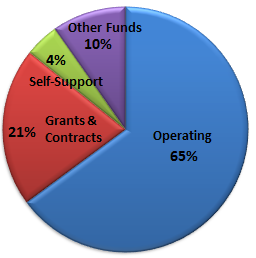 Other Funds
10%
4%
Self-Support
21%
Grants &
Contracts
Operating
65%